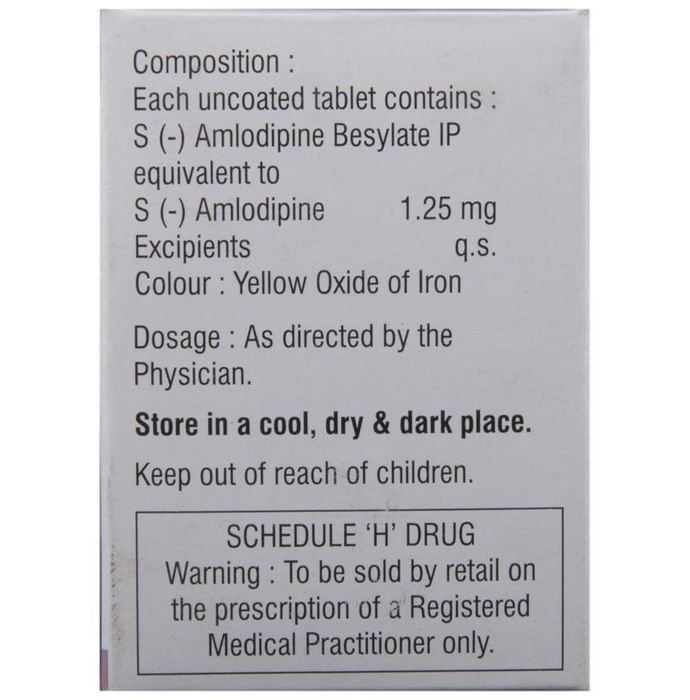 Composition :
Each uncoated tablet contains :
S (-) Amlodipine Besylate IP
equivalent to
S (-) Amlodipine 1.25 mg
Excipients q.s.
Colour : Yellow Oxide of Iron
Dosage : As directed by the
Physician.
Store in a cool, dry & dark place.
Keep out of reach of children.
SCHEDULE ‘H’ DRUG
Warning : To be sold by retail on
the prescription of a Registered
Medical Practitioner only.